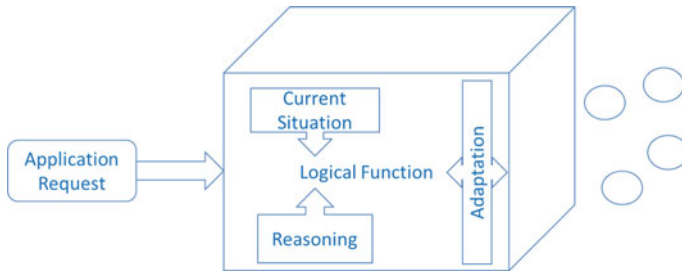 Current
Situation
Application
Request
Logical Function
Adaptation
Reasoning